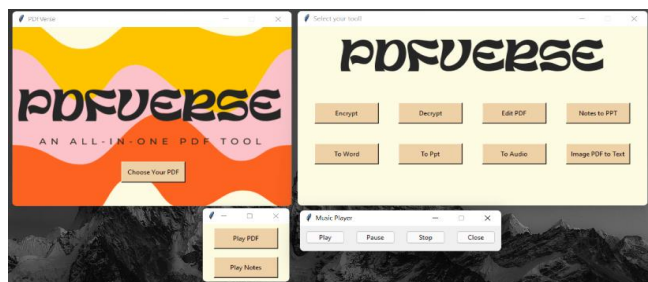 PDFVerse
PDFVERSE
AN ALL-IN-ONE PDF TOOL
Choose Your PDF
Select your tool!!
PDFVERSE
Encrypt Decrypt Edit PDF Notes to PPT
To Word To Ppt To Audio Image PDF to Text
Play PDF
Play Notes
Music Player
Play Pause Stop Close